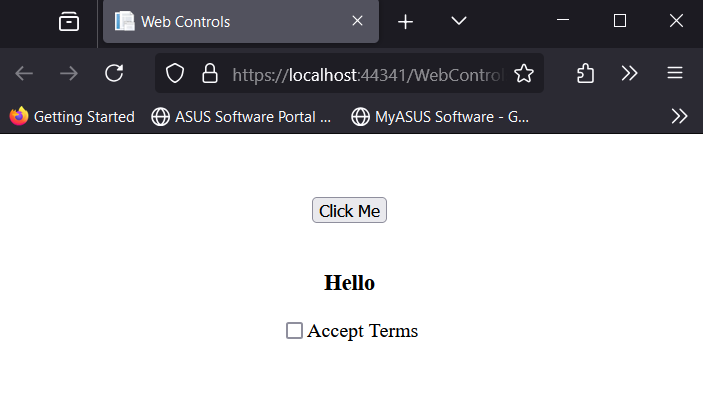 Web Controls
https://localhost:44341/WebControl
Getting Started ASUS Software Portal ... MyASUS Software - G...
Click Me
Hello
Accept Terms